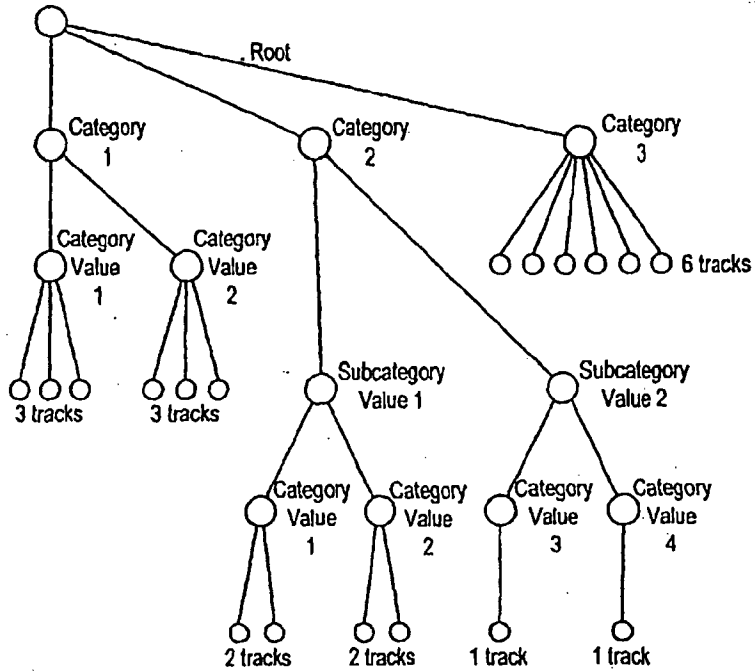 Root
Category
1
Category
2
Category
3
Category
Value
1
Category
Value
2
6 tracks
3 tracks
3 tracks
Subcategory
Value 1
Subcategory
Value 2
Category
Value
1
Category
Value
2
Category
Value
3
Category
Value
4
2 tracks
2 tracks
1 track
1 track